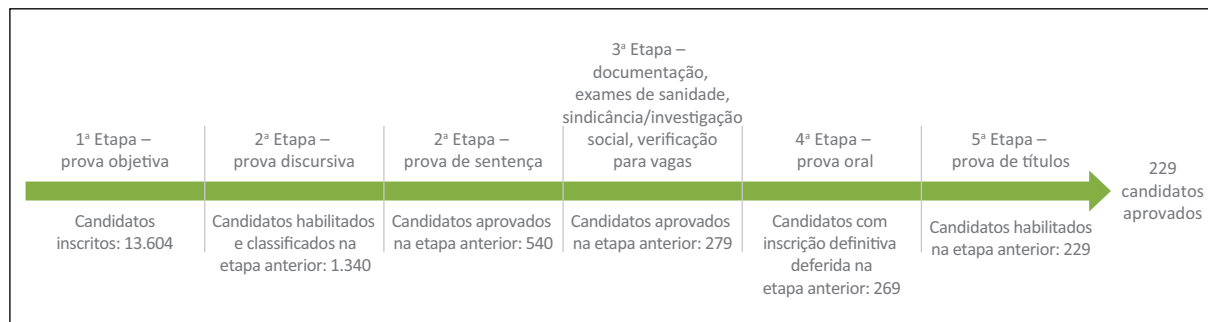 1ª Etapa –
prova objetiva
Candidatos
inscritos: 13.604
2ª Etapa –
prova discursiva
Candidatos habilitados
e classificados na
etapa anterior: 1.340
2ª Etapa –
prova de sentença
Candidatos aprovados
na etapa anterior: 540
3ª Etapa –
documentação,
exames de sanidade,
sindicância/investigação
social, verificação
para vagas
Candidatos aprovados
na etapa anterior: 279
4ª Etapa –
prova oral
Candidatos com
inscrição definitiva
deferida na
etapa anterior: 269
5ª Etapa –
prova de títulos
Candidatos habilitados
na etapa anterior: 229
229
candidatos
aprovados